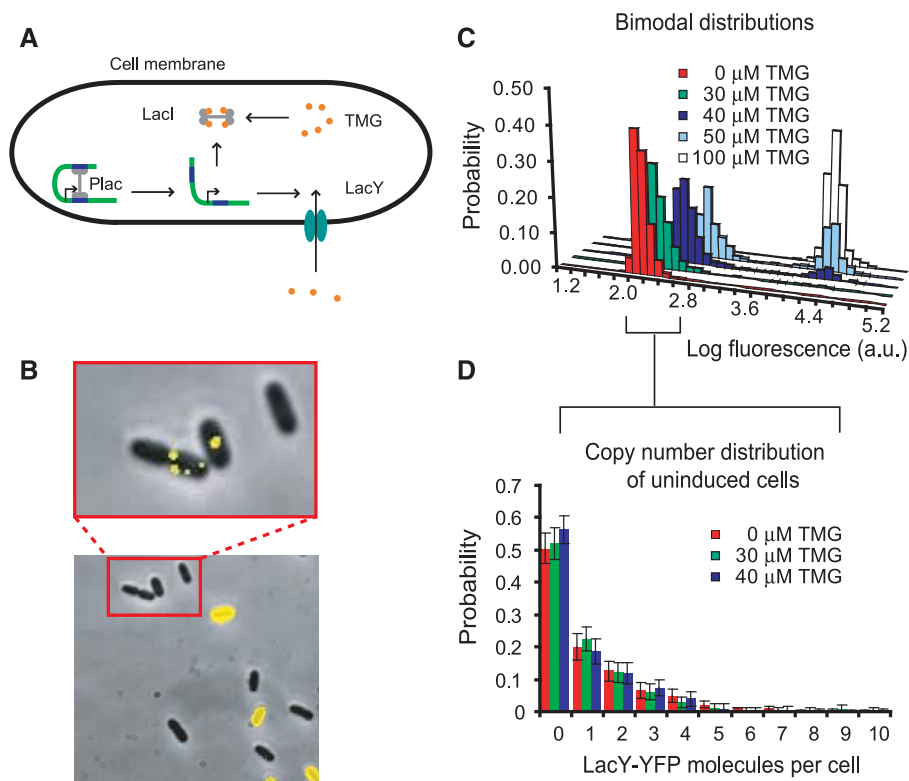 A
Cell membrane
LacI
TMG
Plac
LacY
B
C
Bimodal distributions
0 μM TMG
30 μM TMG
40 μM TMG
50 μM TMG
100 μM TMG
Probability
0.50
0.40
0.30
0.20
0.10
0.00
1.2
2.0
2.8
3.6
4.4
5.2
Log fluorescence (a.u.)
D
Copy number distribution
of uninduced cells
0 μM TMG
30 μM TMG
40 μM TMG
Probability
0.7
0.6
0.5
0.4
0.3
0.2
0.1
0
0 1 2 3 4 5 6 7 8 9 10
LacY-YFP molecules per cell